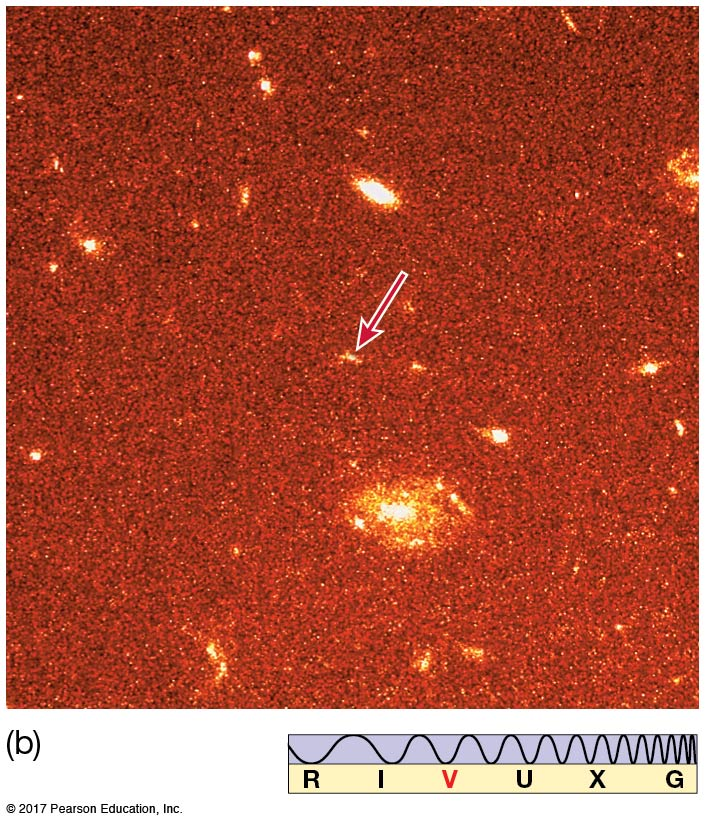 (b)
R I V U X G
© 2017 Pearson Education, Inc.